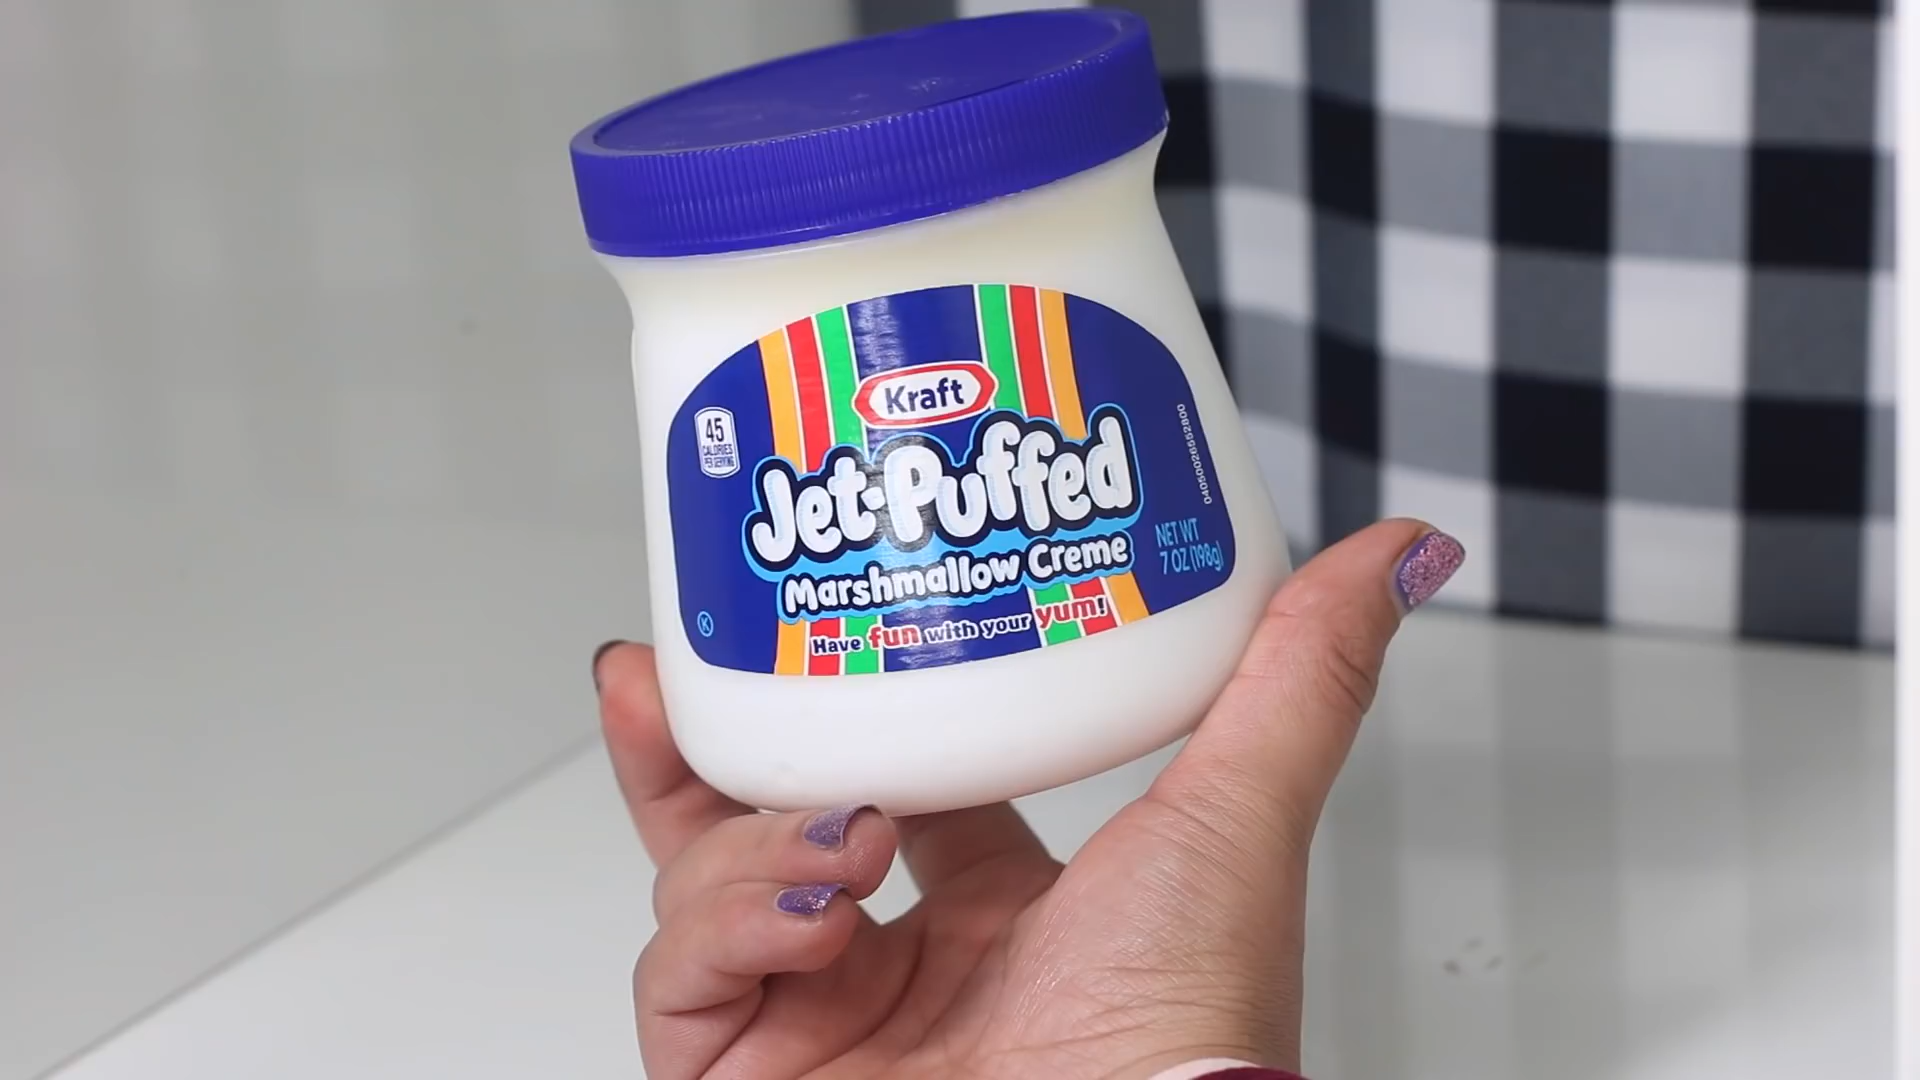 Kraft
45
CALORIES
PER SERVING
Jet-Puffed
Marshmallow Creme
Have fun with your yum!
NET WT
7 OZ (198g)
K